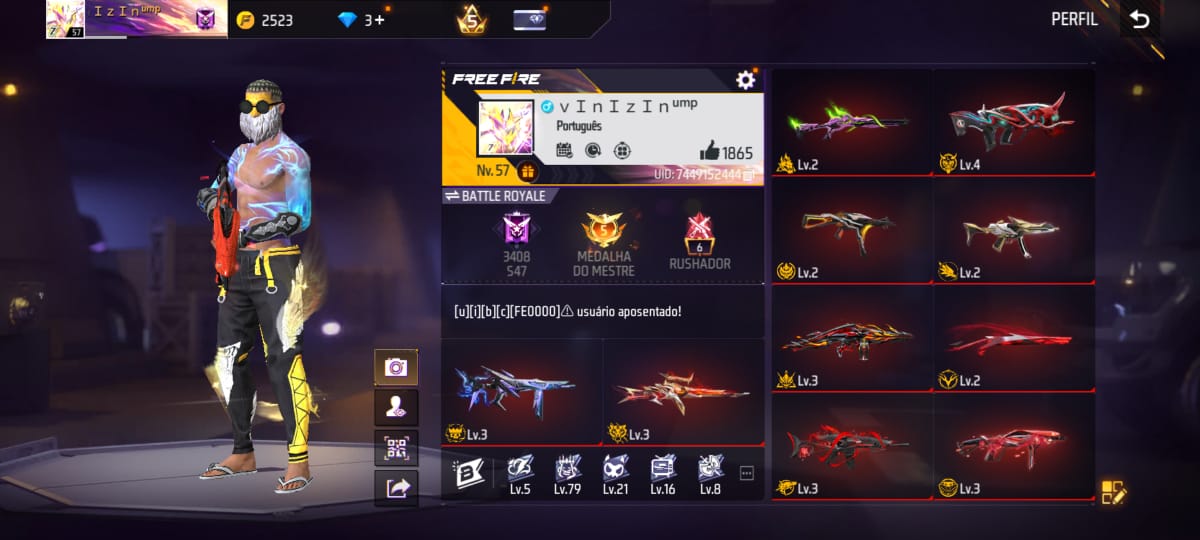 I z I n ump
57
2523
3+
5
PERFIL
FREE FIRE
v I n I z I n ump
Português
1865
Nv. 57
UID: 7449152444
BATTLE ROYALE
5
6
3408
S47
MEDALHA
DO MESTRE
RUSHADOR
[u][i][b][c][FE0000]⚠ usuário aposentado!
Lv.3
Lv.3
Lv.5
Lv.79
Lv.21
Lv.16
Lv.8
Lv.2
Lv.4
Lv.2
Lv.2
Lv.3
Lv.2
Lv.3
Lv.3